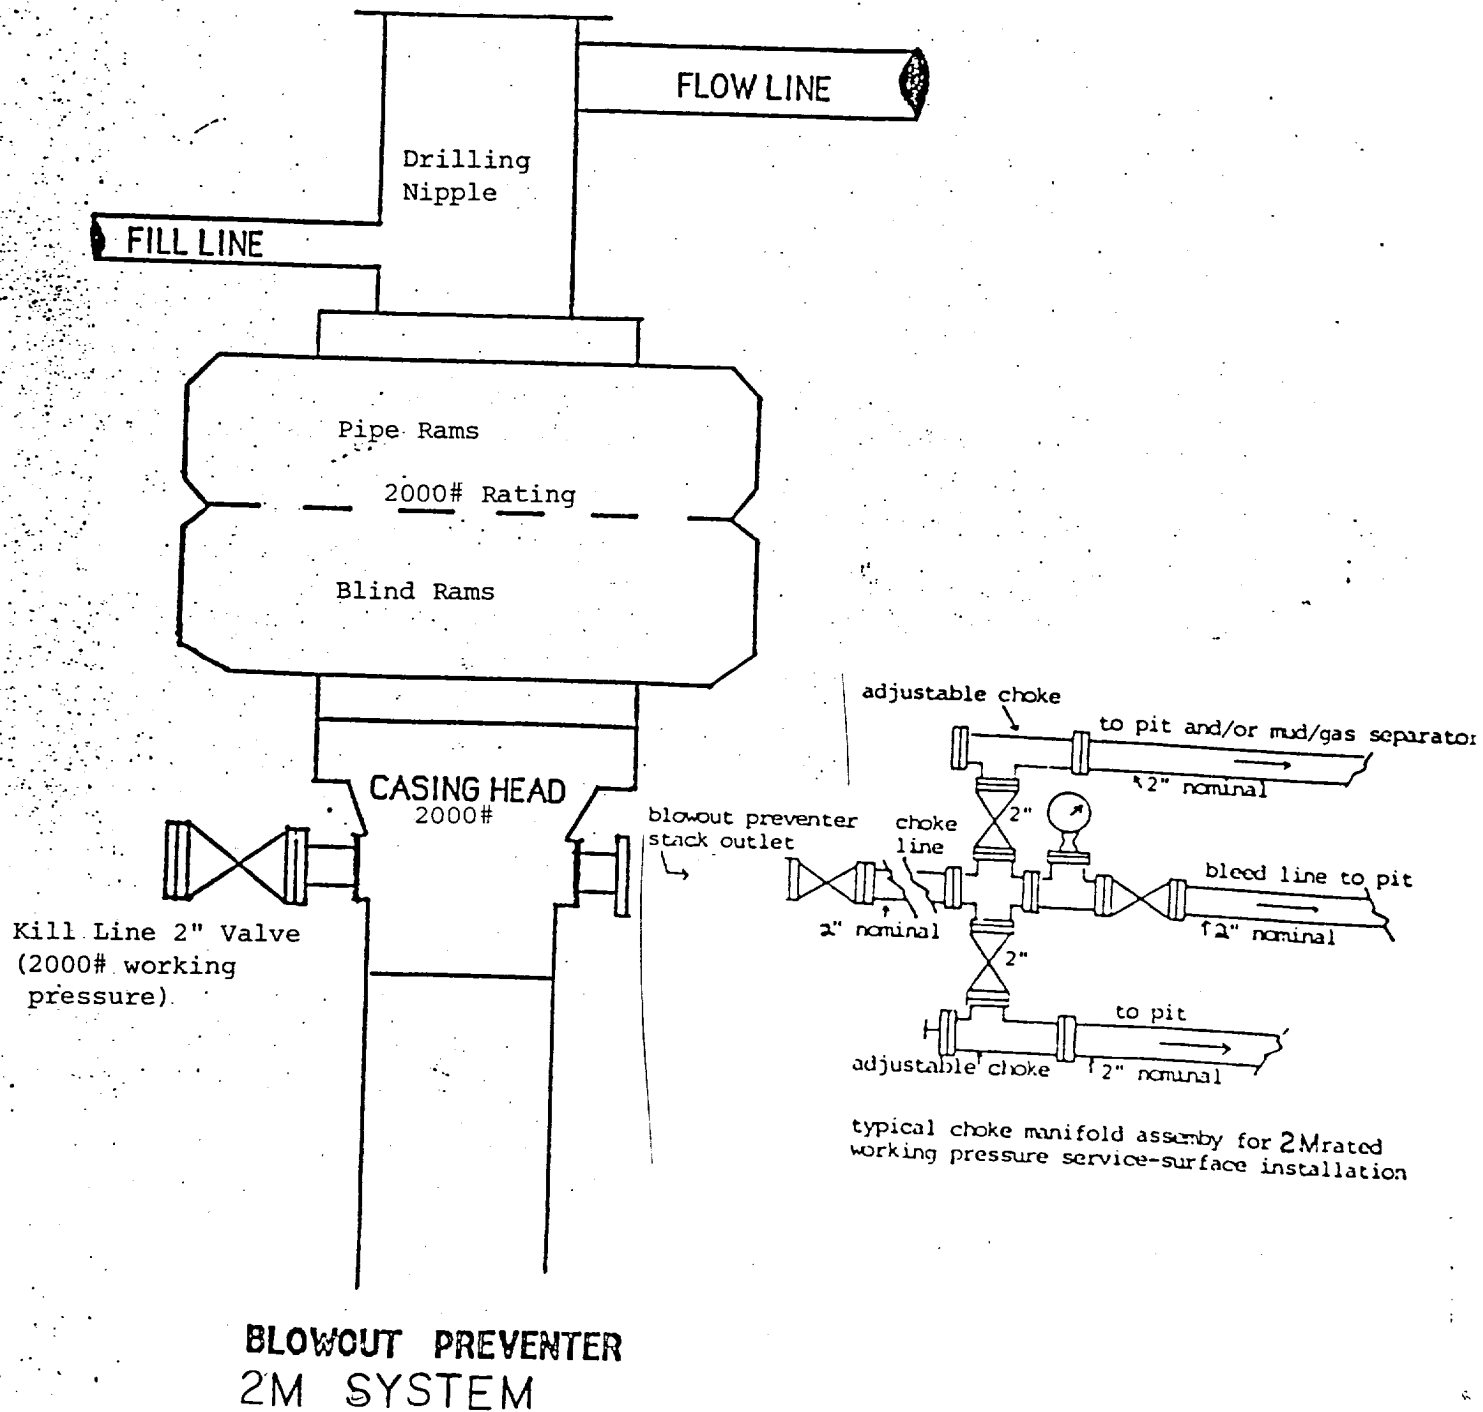 FLOW LINE
Drilling
Nipple
FILL LINE
Pipe Rams
2000# Rating
Blind Rams
CASING HEAD
2000#
Kill Line 2" Valve
(2000# working
pressure)
blowout preventer
stack outlet
adjustable choke
to pit and/or mud/gas separator
2" nominal
2"
choke
line
bleed line to pit
2" nominal
2" nominal
2"
to pit
adjustable choke
2" nominal
typical choke manifold assemby for 2M rated
working pressure service-surface installation
BLOWOUT PREVENTER
2M SYSTEM